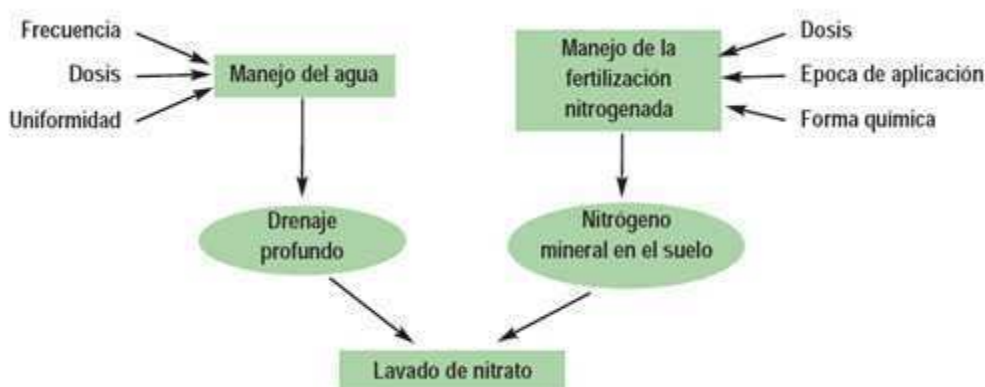 Frecuencia
Dosis
Uniformidad
Manejo del agua
Manejo de la
fertilización
nitrogenada
Dosis
Epoca de aplicación
Forma quimica
Drenaje
profundo
Nitrógeno
mineral en el suelo
Lavado de nitrato